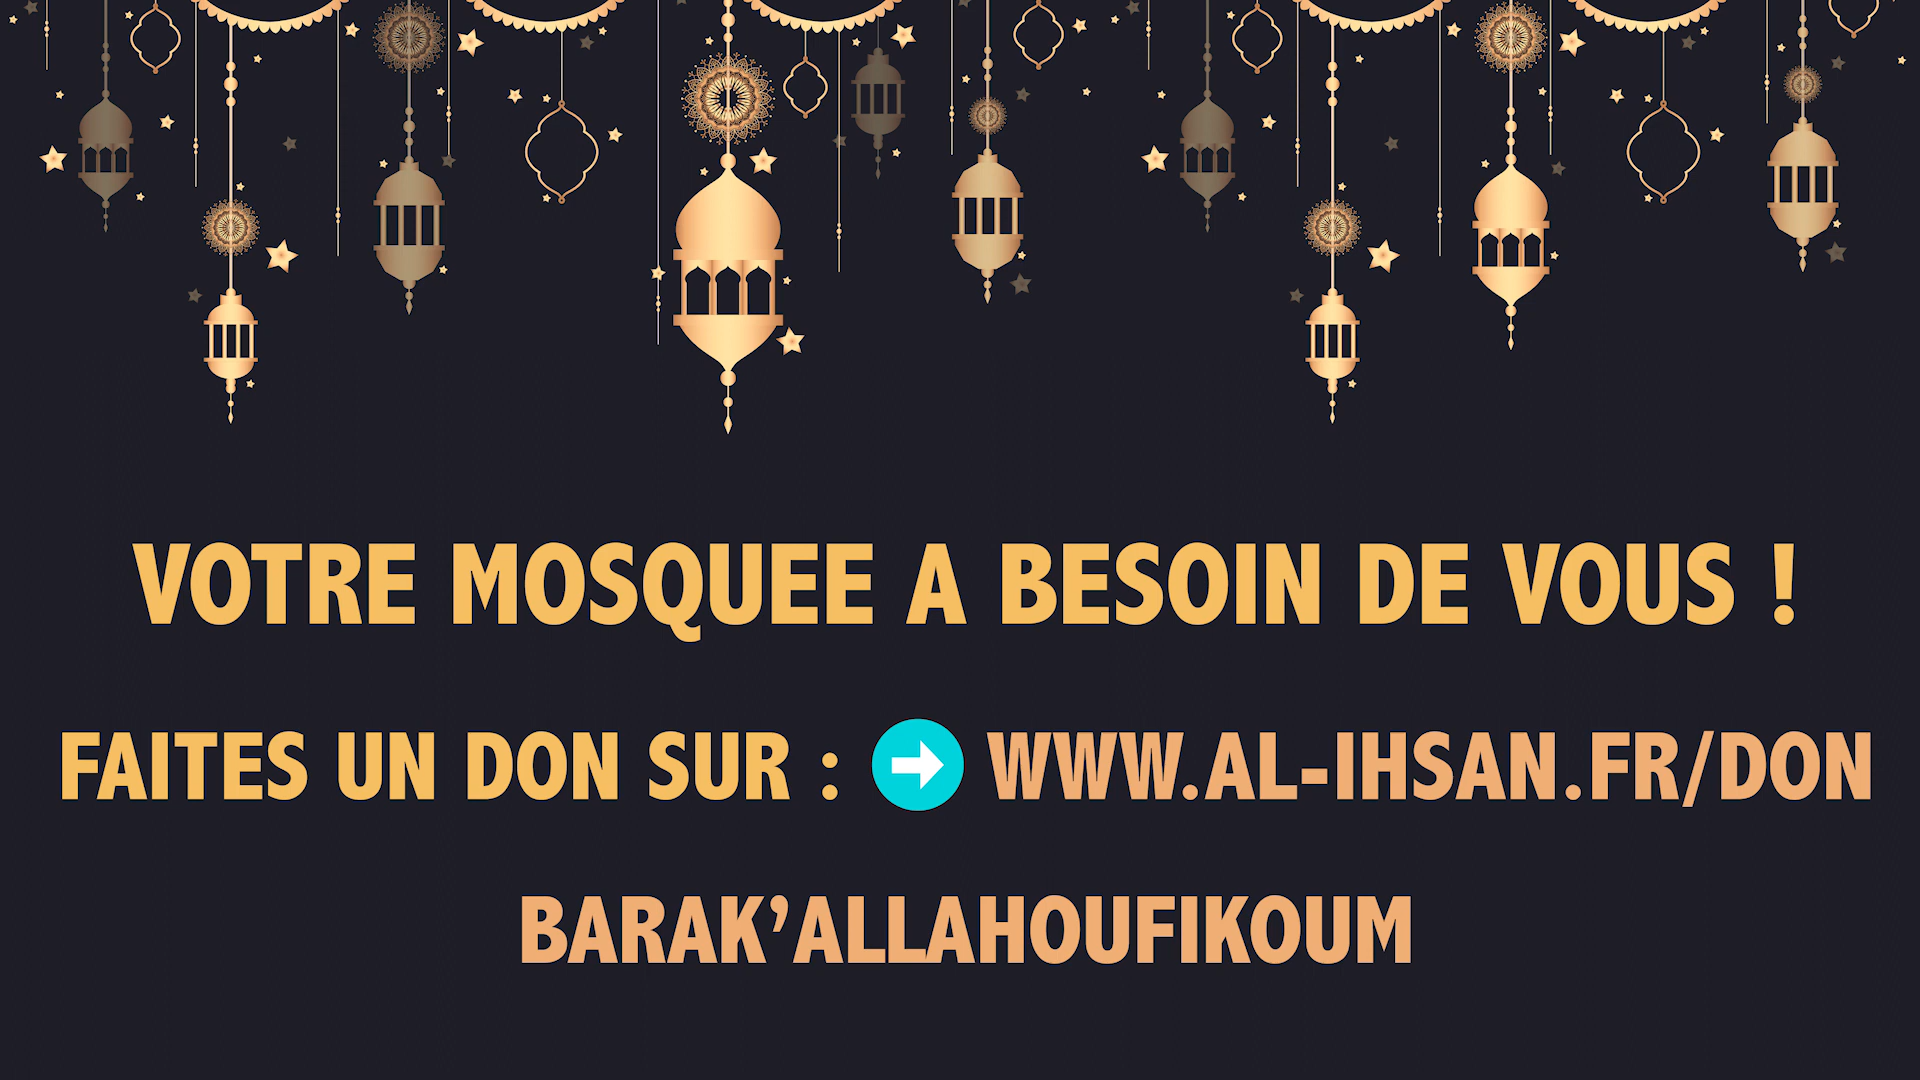 VOTRE MOSQUEE A BESOIN DE VOUS !
FAITES UN DON SUR : WWW.AL-IHSAN.FR/DON
BARAK’ALLAHOUFIKOUM